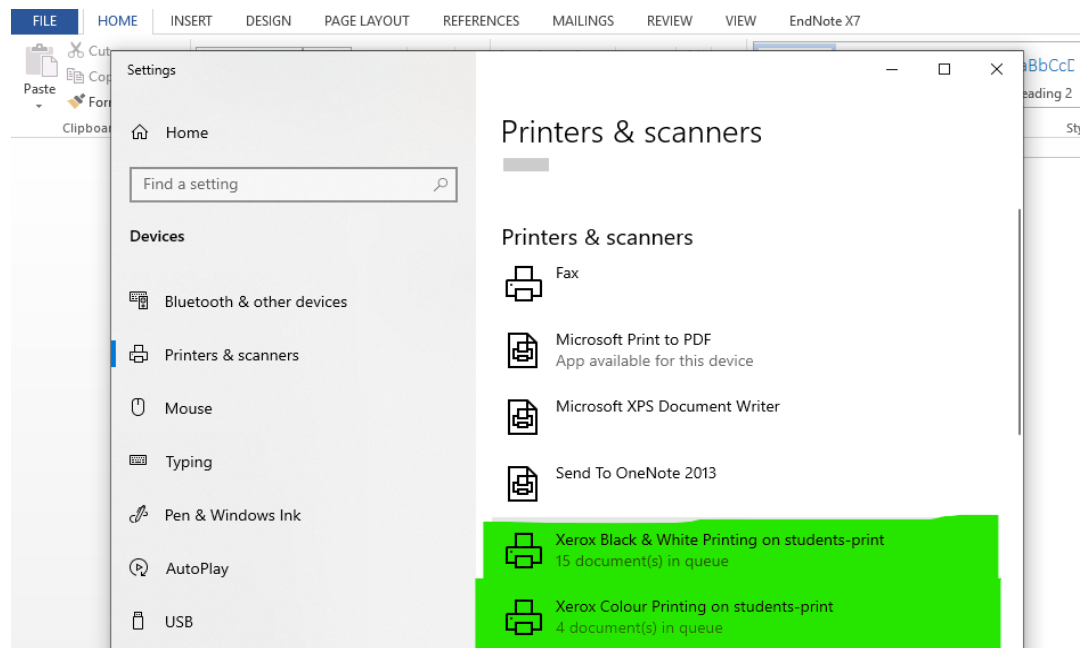 FILE HOME INSERT DESIGN PAGE LAYOUT REFERENCES MAILINGS REVIEW VIEW EndNote X7
Cut
Paste
Clipboar
Settings
Home
Find a setting
Devices
Bluetooth & other devices
Printers & scanners
Mouse
Typing
Pen & Windows Ink
AutoPlay
USB
Printers & scanners
Printers & scanners
Fax
Microsoft Print to PDF
App available for this device
Microsoft XPS Document Writer
Send To OneNote 2013
Xerox Black & White Printing on students-print
15 document(s) in queue
Xerox Colour Printing on students-print
4 document(s) in queue
aBbCcD
eading 2